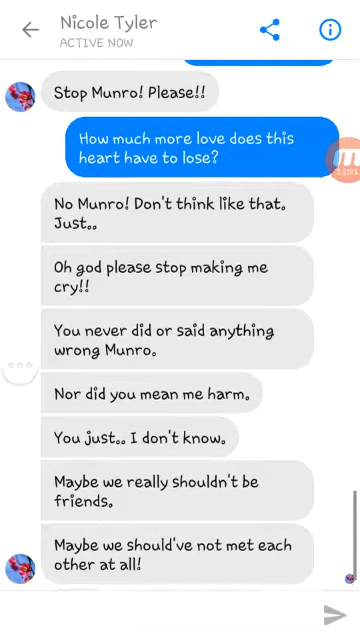 Nicole Tyler
ACTIVE NOW
Stop Munro! Please!!
How much more love does this
heart have to lose?
No Munro! Don't think like that.
Just..
Oh god please stop making me
cry!!
You never did or said anything
wrong Munro.
Nor did you mean me harm.
You just.. I don't know.
Maybe we really shouldn't be
friends.
Maybe we should've not met each
other at all!